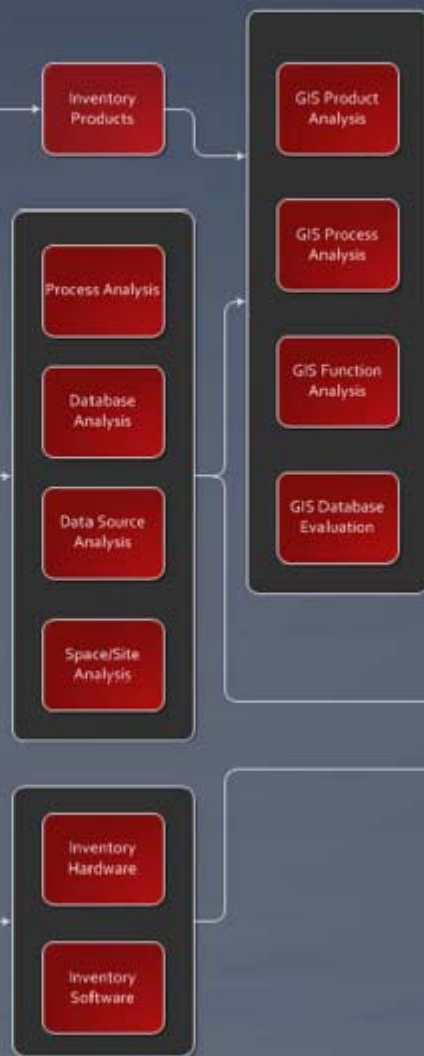 Inventory
Products
Process Analysis
Database
Analysis
Data Source
Analysis
Space/Site
Analysis
Inventory
Hardware
Inventory
Software
GIS Product
Analysis
GIS Process
Analysis
GIS Function
Analysis
GIS Database
Evaluation